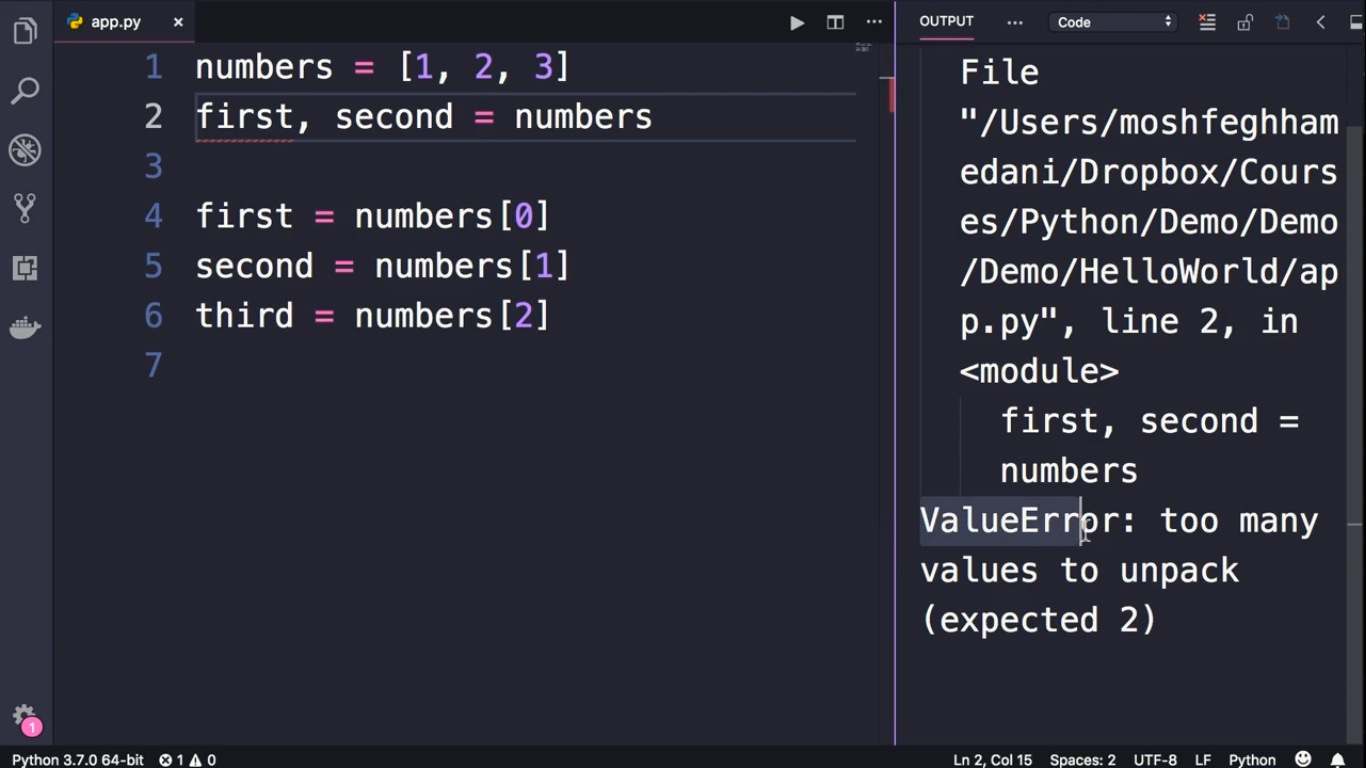 app.py
1 numbers = [1, 2, 3]
2 first, second = numbers
3
4 first = numbers[0]
5 second = numbers[1]
6 third = numbers[2]
7
OUTPUT
Code
File
"/Users/moshfeghham
edani/Dropbox/Cours
es/Python/Demo/Demo
/Demo/HelloWorld/ap
p.py", line 2, in
<module>
first, second =
numbers
ValueError: too many
values to unpack
(expected 2)
1
Python 3.7.0 64-bit 1 0 Ln 2, Col 15 Spaces: 2 UTF-8 LF Python